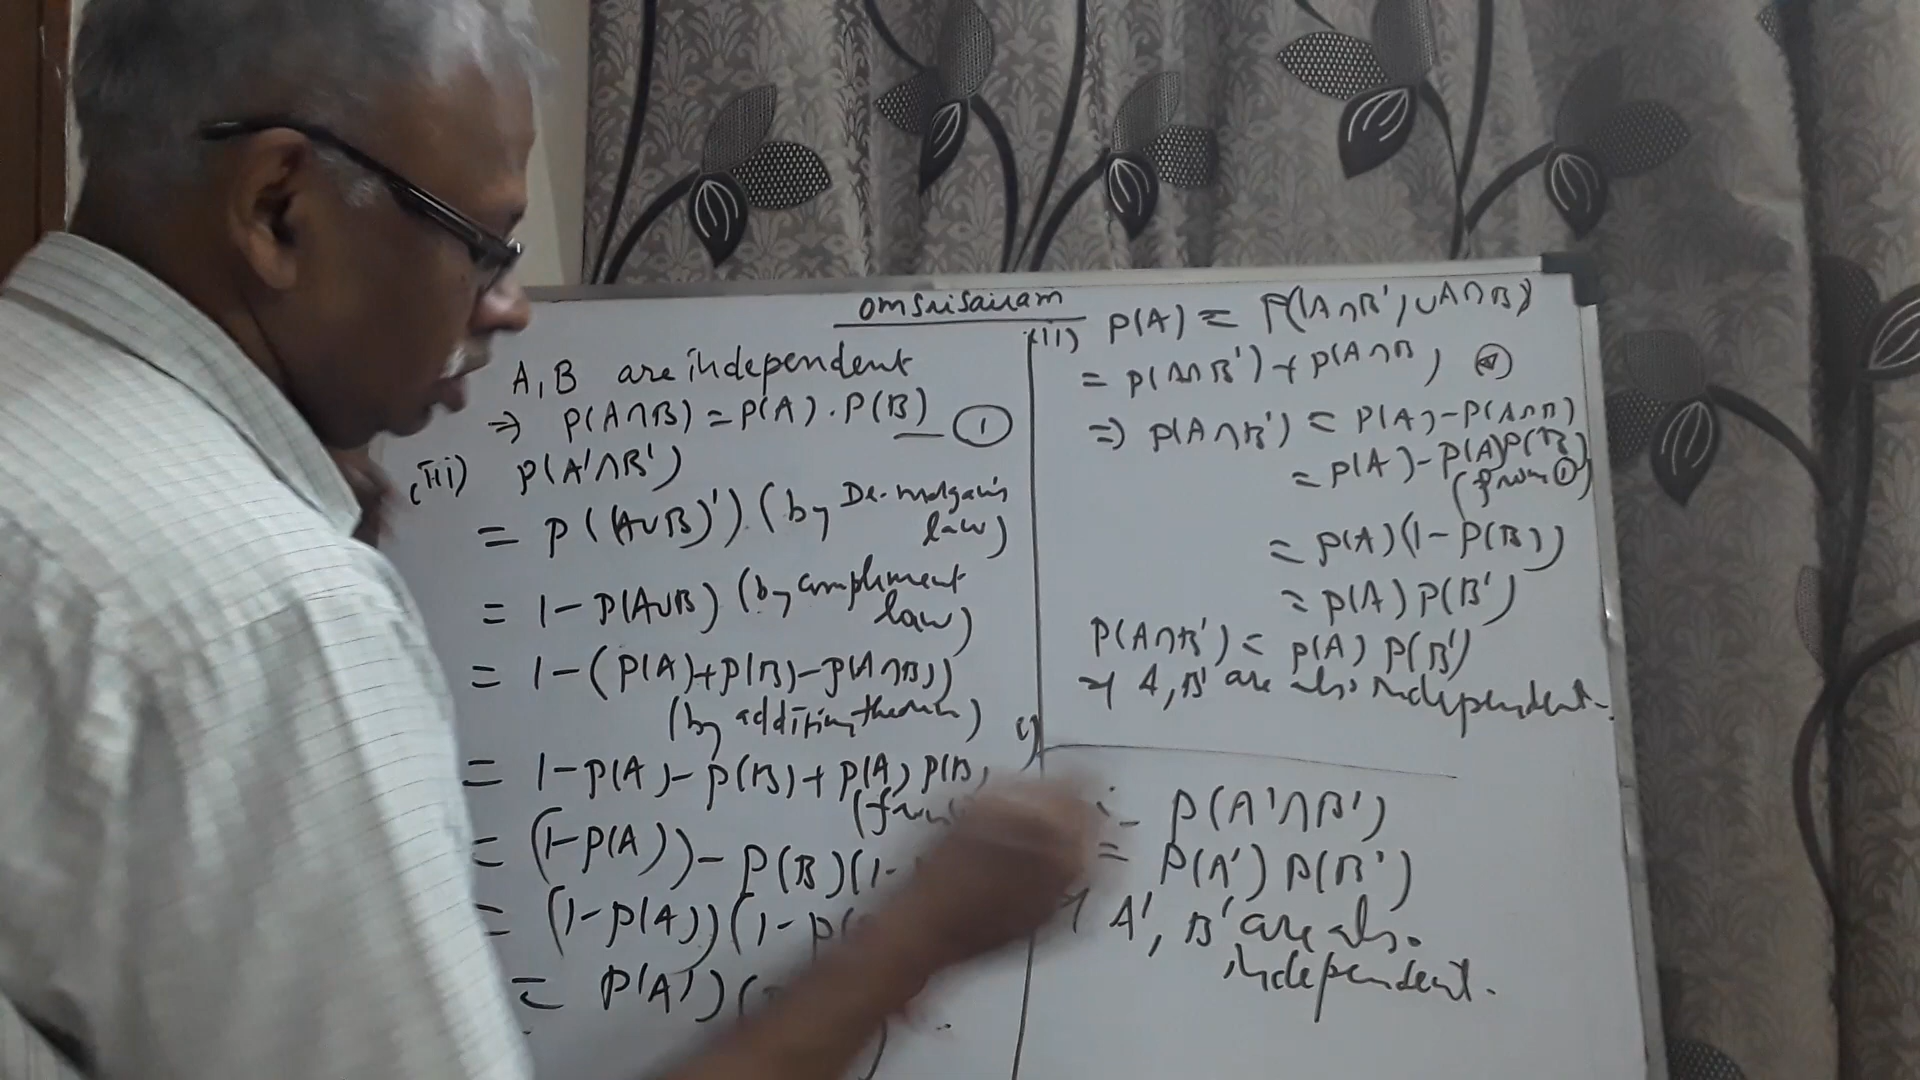 omsrisairam
A, B are independent
⇒ P(A∩B) = P(A) . P(B) — ①
(iii) P(A'∩B')
= P((A∪B)') (by De-morgan's
law)
= 1 - P(A∪B) (by compliment
law)
= 1 - (P(A) + P(B) - P(A∩B))
(by addition theorem)
= 1 - P(A) - P(B) + P(A) P(B)
= (1 - P(A)) - P(B) (1 -
= (1 - P(A)) (1 - P(
= P(A') (
(ii) P(A) = P(A∩B') ∪ A∩B)
= P(A∩B') + P(A∩B)
⇒ P(A∩B') = P(A) - P(A∩B)
= P(A) - P(A)P(B)
(from ①)
= P(A) (1 - P(B))
= P(A) P(B')
P(A∩B') = P(A) P(B')
⇒ A, B' are also independent.
P(A'∩B')
= P(A') P(B')
⇒ A', B' are also
independent.